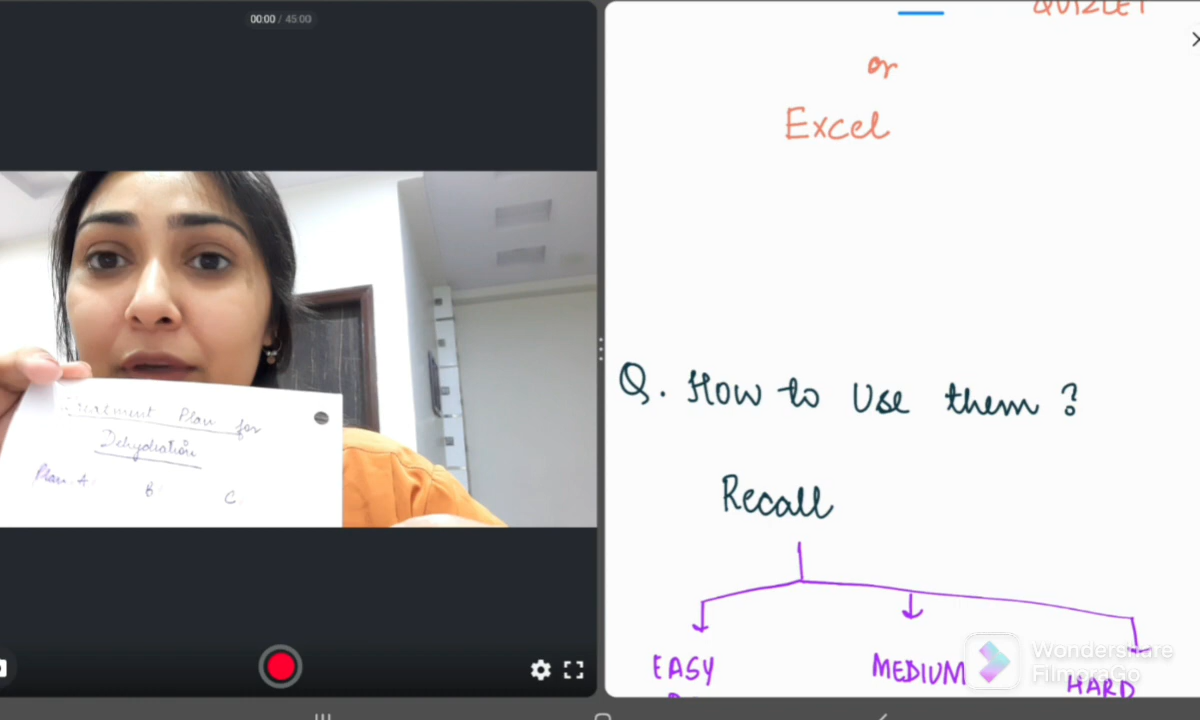 00:00 / 45:00
Treatment Plan for
Dehydration
Plan. A:
B:
C:
QUIZLET
or
Excel
Q. How to Use them ?
Recall
EASY
MEDIUM
HARD
Wondershare
FilmoraGo